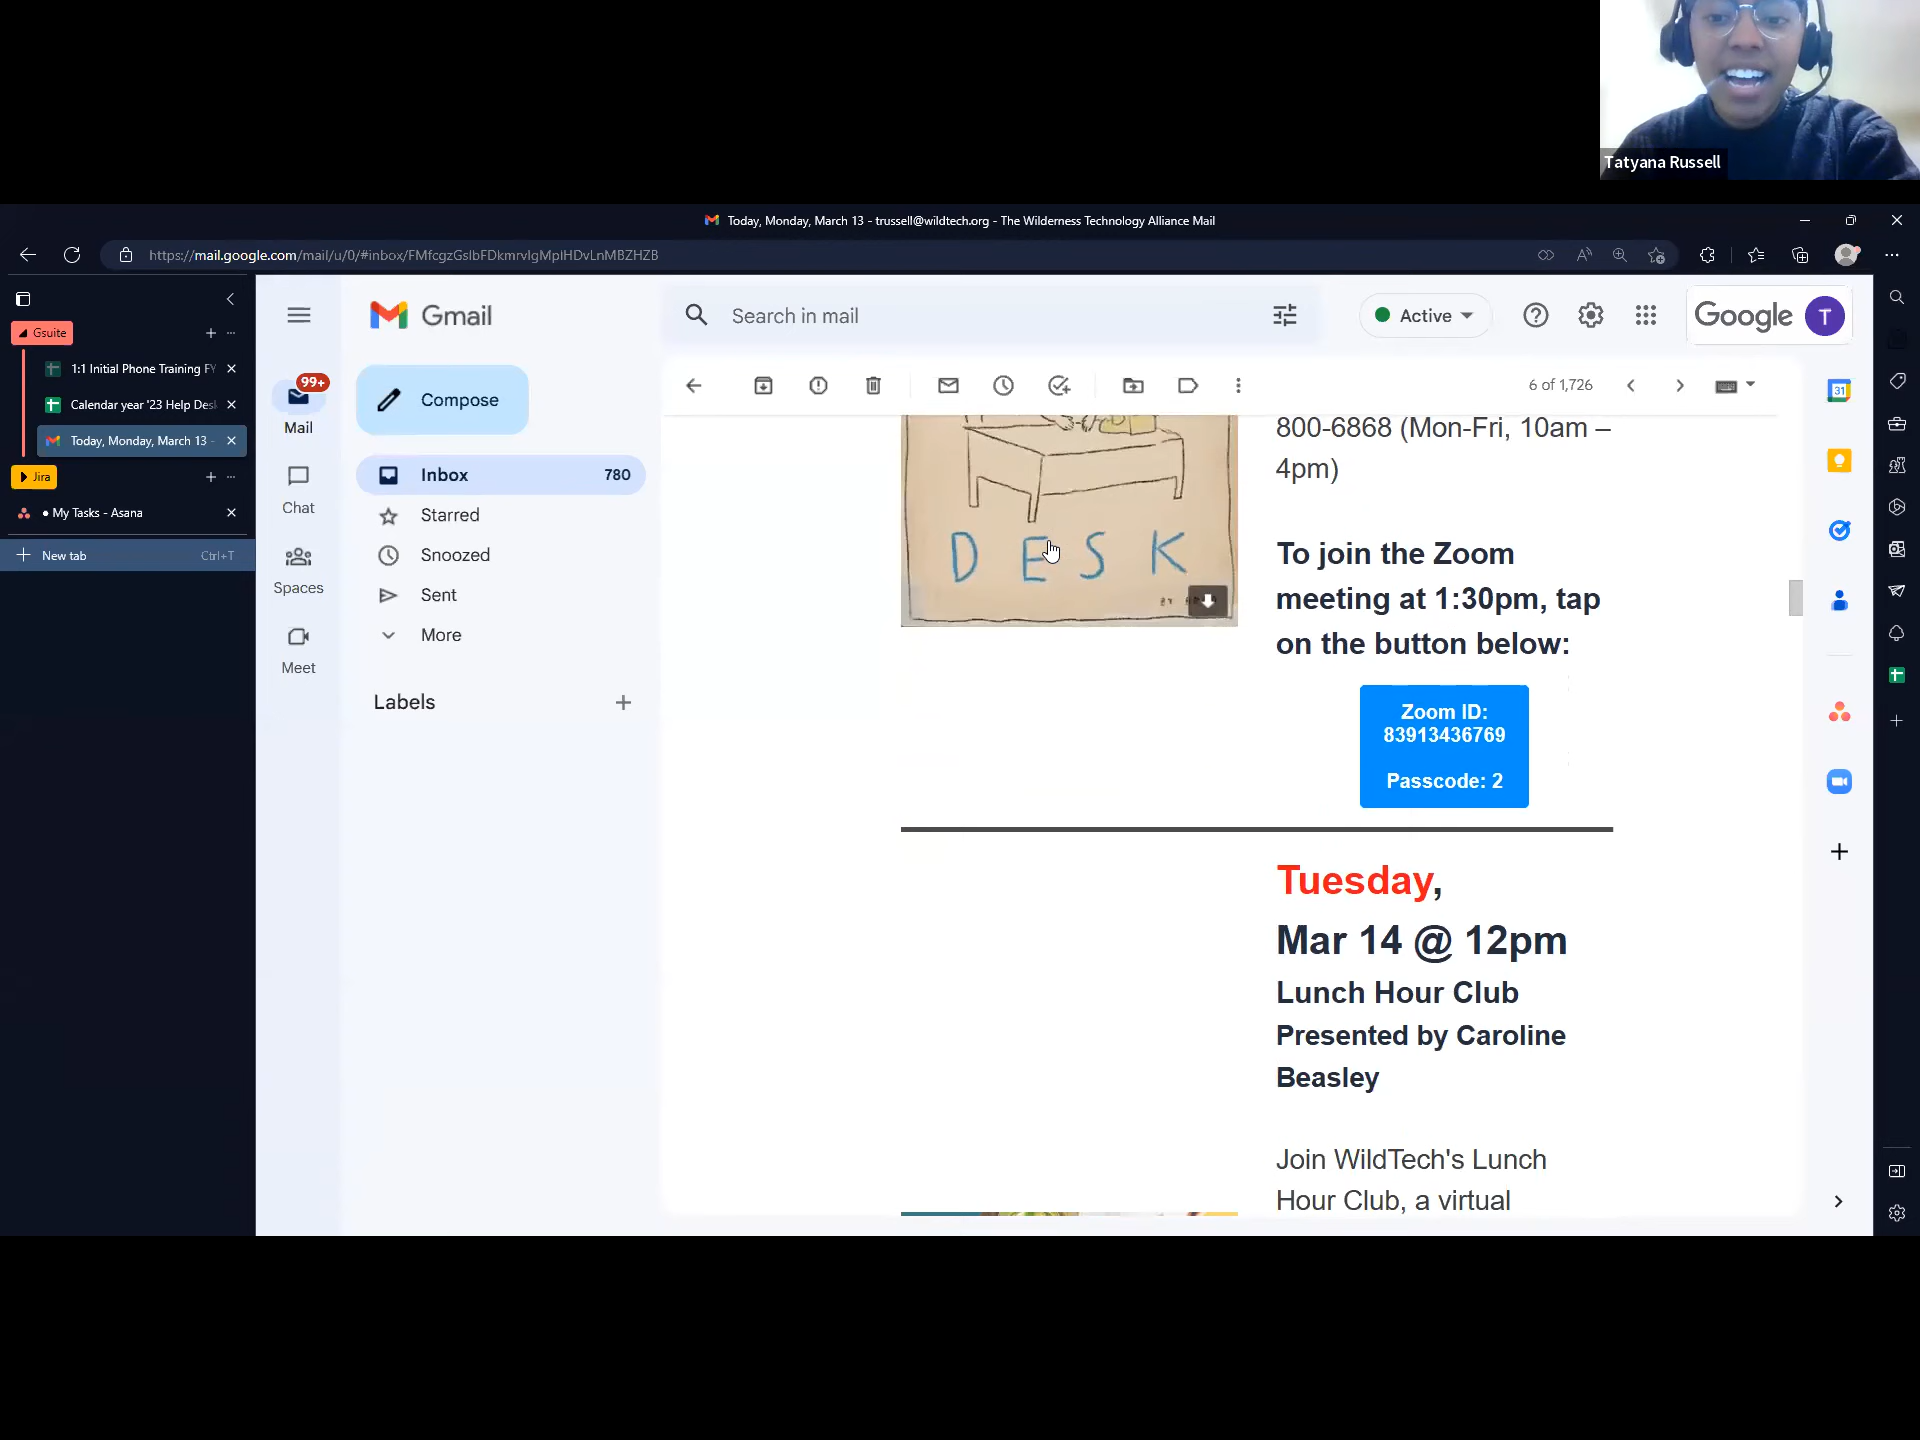 Tatyana Russell
Today, Monday, March 13 - trussell@wildtech.org - The Wilderness Technology Alliance Mail
https://mail.google.com/mail/u/0/#inbox/FMfcgzGslbFDkmrvlgMplHDvLnMBZHZB
Gsuite
1:1 Initial Phone Training FY
Calendar year '23 Help Desk
Today, Monday, March 13 -
Jira
• My Tasks - Asana
New tab Ctrl+T
99+
Mail
Chat
Spaces
Meet
Gmail
Compose
Inbox 780
Starred
Snoozed
Sent
More
Labels
Search in mail
Active
Google T
6 of 1,726
31
DESK
800-6868 (Mon-Fri, 10am –
4pm)
To join the Zoom
meeting at 1:30pm, tap
on the button below:
Zoom ID:
83913436769
Passcode: 2
Tuesday,
Mar 14 @ 12pm
Lunch Hour Club
Presented by Caroline
Beasley
Join WildTech's Lunch
Hour Club, a virtual